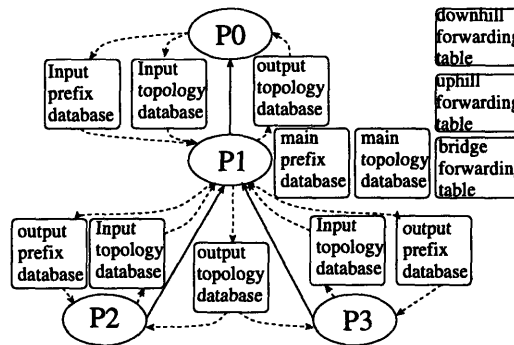 P0
downhill
forwarding
table
Input
prefix
database
Input
topology
database
output
topology
database
uphill
forwarding
table
P1
main
prefix
database
main
topology
database
bridge
forwarding
table
output
prefix
database
Input
topology
database
output
topology
database
Input
topology
database
output
prefix
database
P2
P3